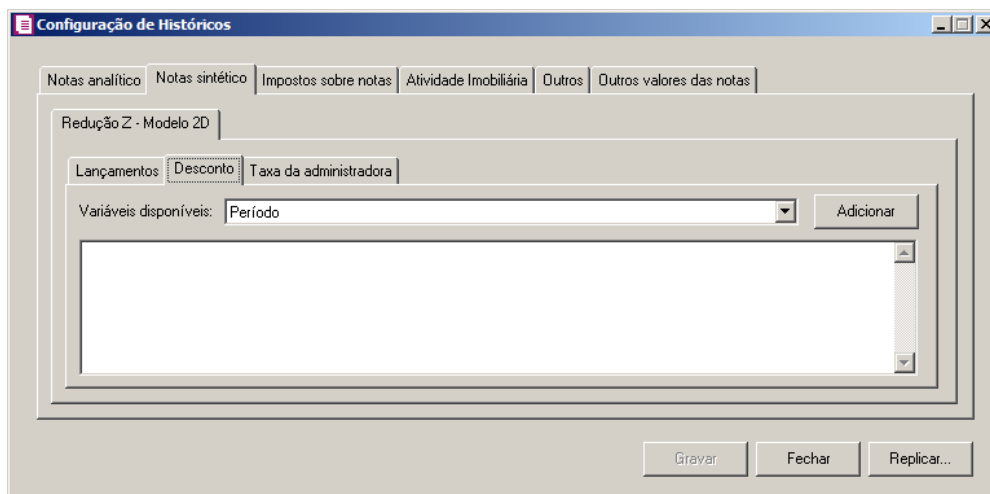 Configuração de Históricos
Notas analítico Notas sintético Impostos sobre notas Atividade Imobiliária Outros Outros valores das notas
Redução Z - Modelo 2D
Lançamentos Desconto Taxa da administradora
Variáveis disponíveis: Período Adicionar
Gravar Fechar Replicar...